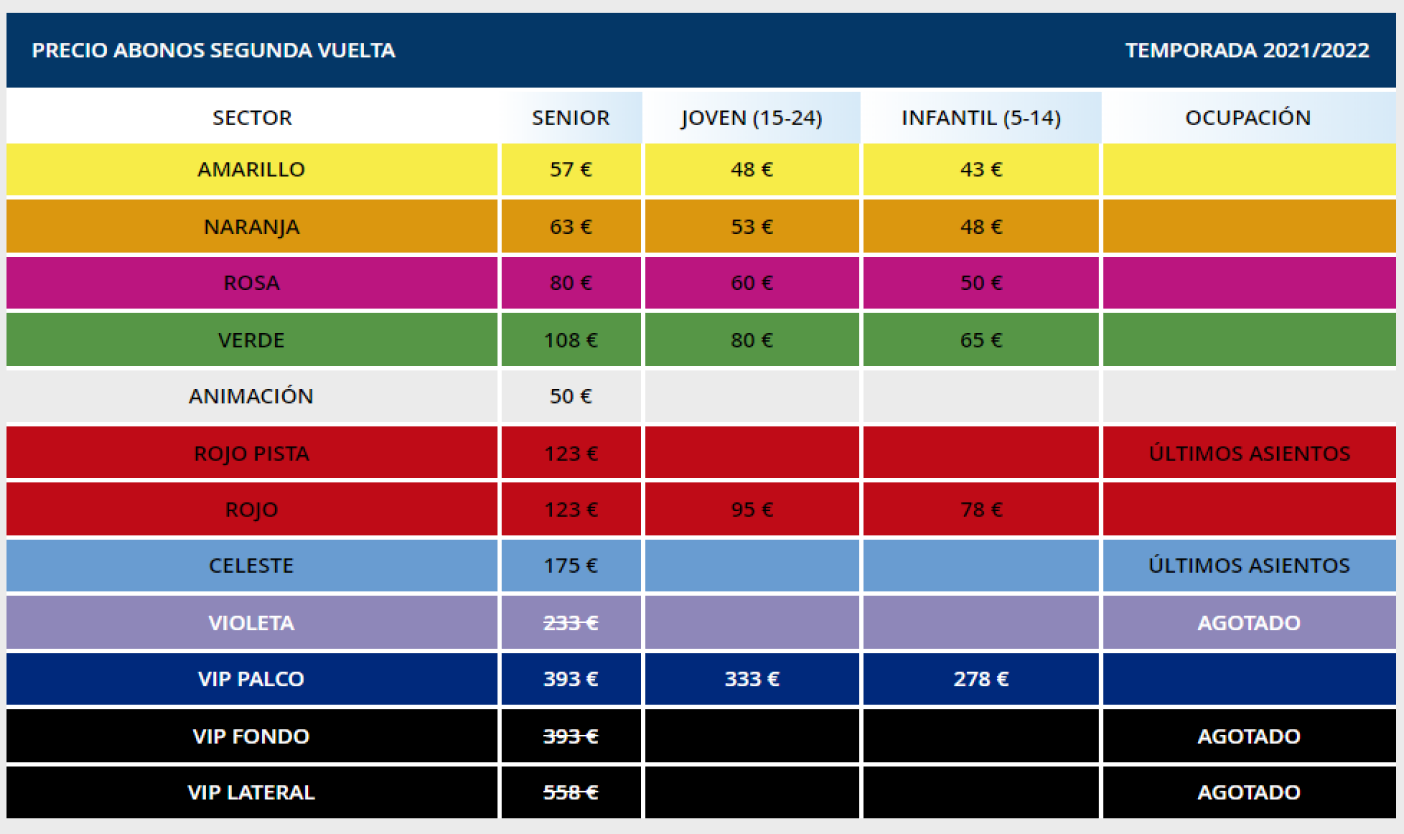 PRECIO ABONOS SEGUNDA VUELTA TEMPORADA 2021/2022
SECTOR SENIOR JOVEN (15-24) INFANTIL (5-14) OCUPACIÓN
AMARILLO 57 € 48 € 43 €
NARANJA 63 € 53 € 48 €
ROSA 80 € 60 € 50 €
VERDE 108 € 80 € 65 €
ANIMACIÓN 50 €
ROJO PISTA 123 € ÚLTIMOS ASIENTOS
ROJO 123 € 95 € 78 €
CELESTE 175 € ÚLTIMOS ASIENTOS
VIOLETA 233 € AGOTADO
VIP PALCO 393 € 333 € 278 €
VIP FONDO 393 € AGOTADO
VIP LATERAL 558 € AGOTADO